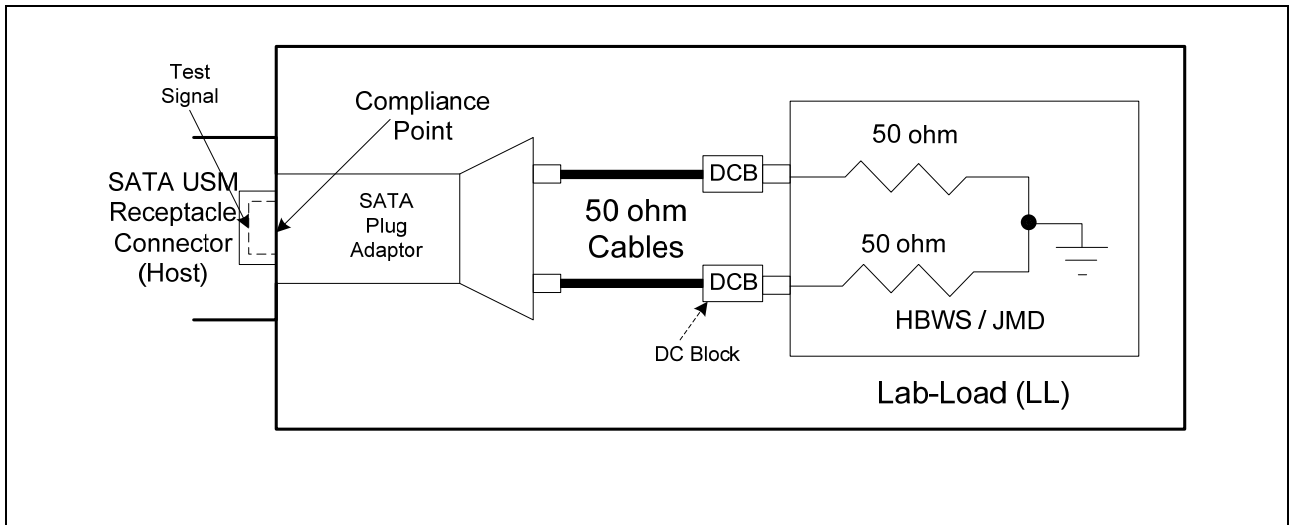 Test
Signal
Compliance
Point
SATA USM
Receptacle
Connector
(Host)
SATA
Plug
Adaptor
50 ohm
Cables
DCB
DCB
DC Block
50 ohm
50 ohm
HBWS / JMD
Lab-Load (LL)